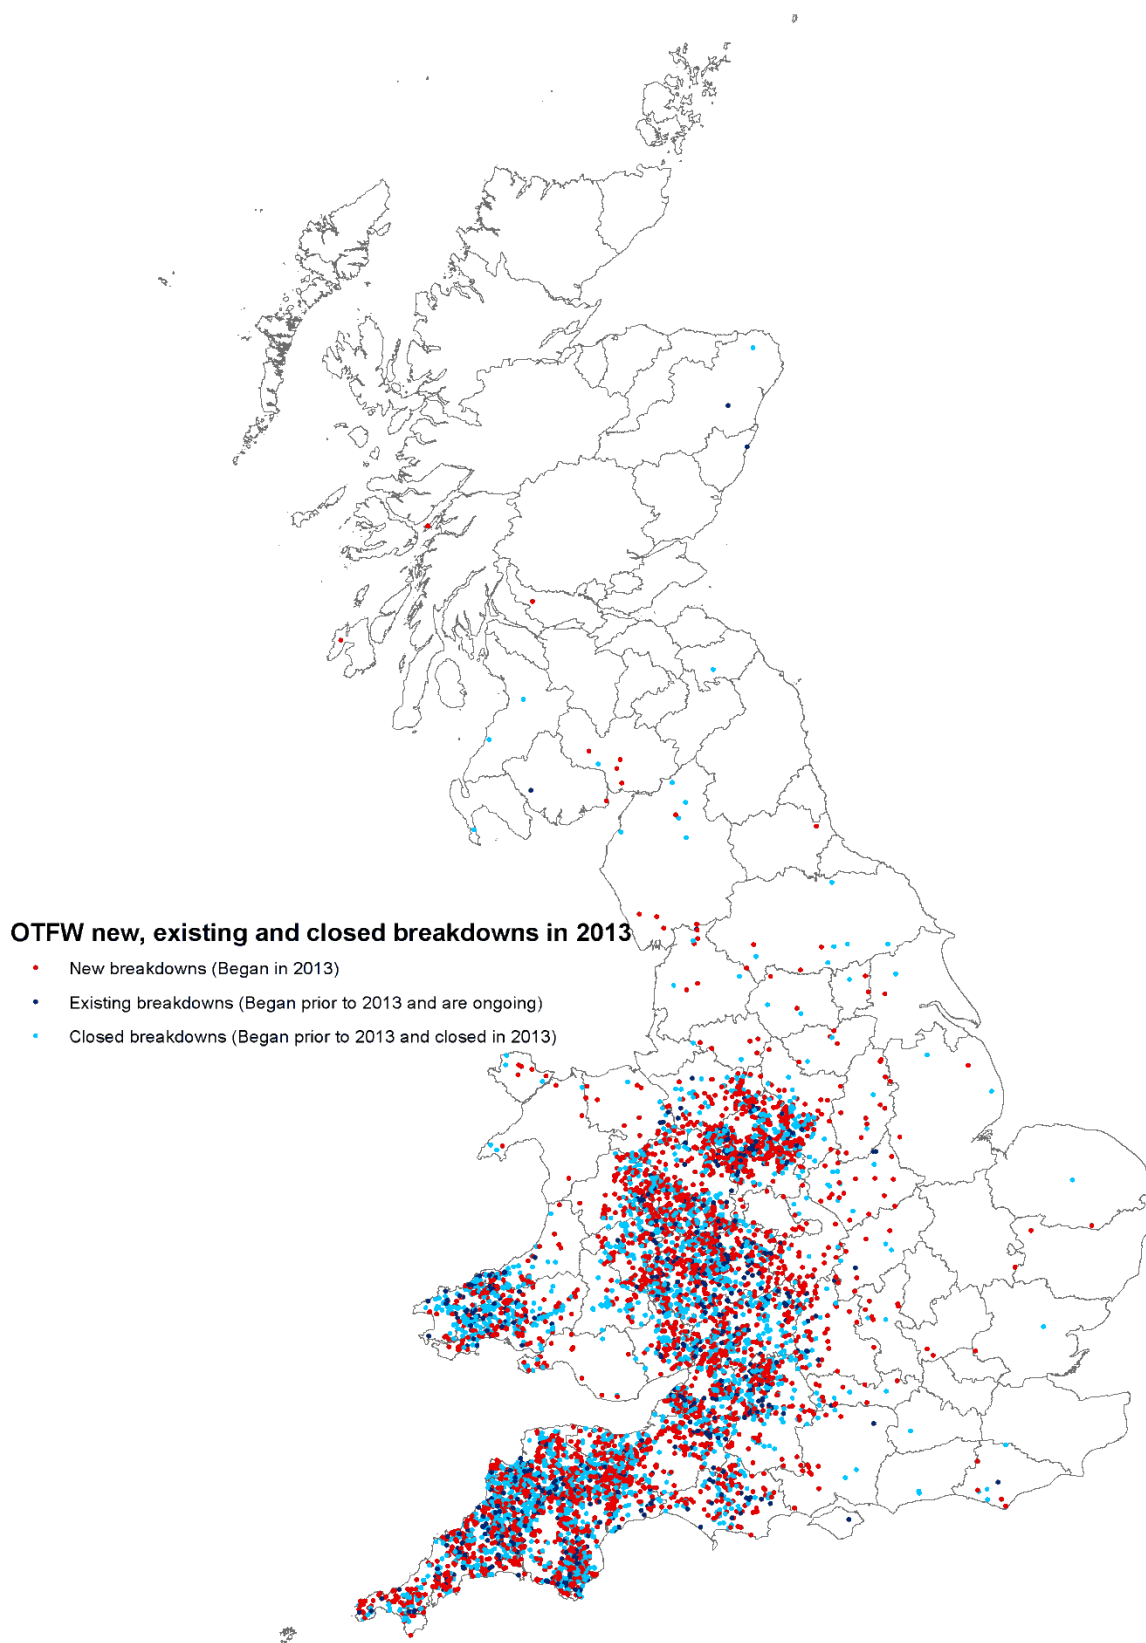 OTFW new, existing and closed breakdowns in 2013
New breakdowns (Began in 2013)
Existing breakdowns (Began prior to 2013 and are ongoing)
Closed breakdowns (Began prior to 2013 and closed in 2013)